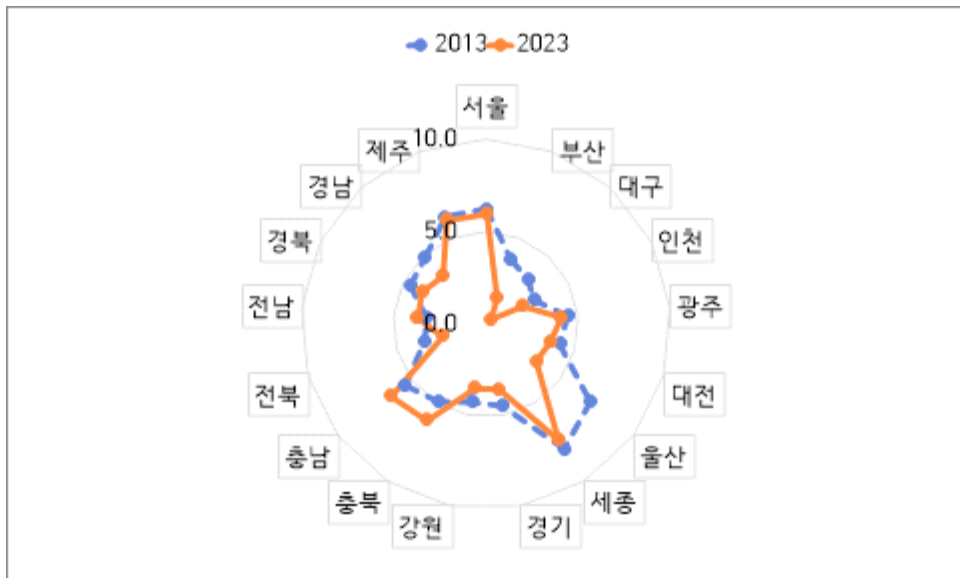 2013 2023
서울
10.0
제주 부산
경남 대구
5.0
경북 인천
전남 0.0 광주
전북 대전
충남 울산
충북 세종
강원 경기